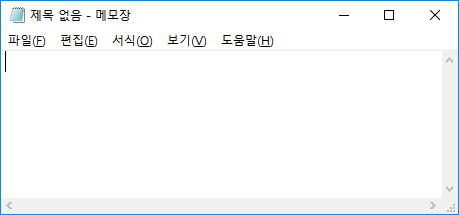 제목 없음 - 메모장
파일(F) 편집(E) 서식(O) 보기(V) 도움말(H)